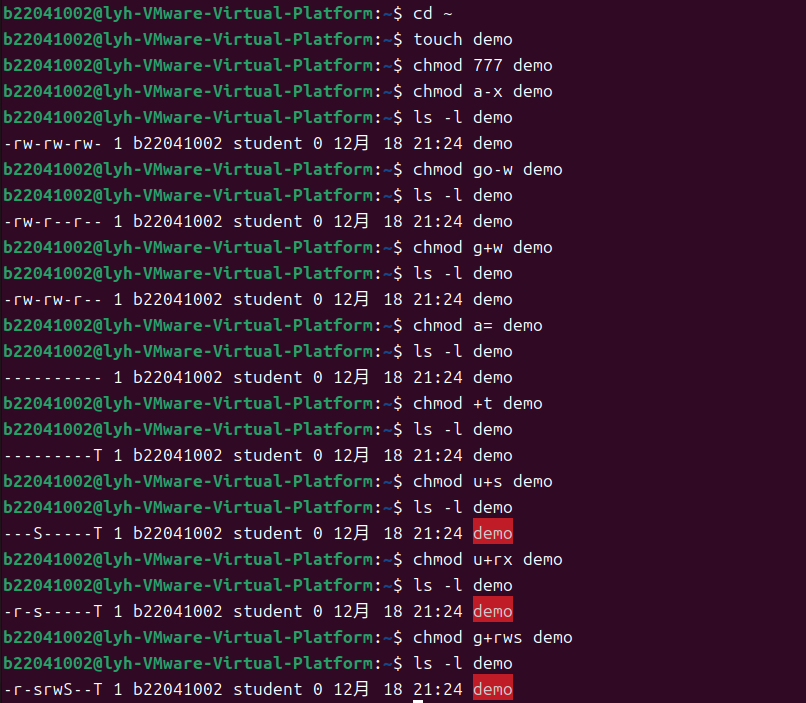 b22041002@lyh-VMware-Virtual-Platform:~$ cd ~
b22041002@lyh-VMware-Virtual-Platform:~$ touch demo
b22041002@lyh-VMware-Virtual-Platform:~$ chmod 777 demo
b22041002@lyh-VMware-Virtual-Platform:~$ chmod a-x demo
b22041002@lyh-VMware-Virtual-Platform:~$ ls -l demo
-rw-rw-rw- 1 b22041002 student 0 12月 18 21:24 demo
b22041002@lyh-VMware-Virtual-Platform:~$ chmod go-w demo
b22041002@lyh-VMware-Virtual-Platform:~$ ls -l demo
-rw-r--r-- 1 b22041002 student 0 12月 18 21:24 demo
b22041002@lyh-VMware-Virtual-Platform:~$ chmod g+w demo
b22041002@lyh-VMware-Virtual-Platform:~$ ls -l demo
-rw-rw-r-- 1 b22041002 student 0 12月 18 21:24 demo
b22041002@lyh-VMware-Virtual-Platform:~$ chmod a= demo
b22041002@lyh-VMware-Virtual-Platform:~$ ls -l demo
---------- 1 b22041002 student 0 12月 18 21:24 demo
b22041002@lyh-VMware-Virtual-Platform:~$ chmod +t demo
b22041002@lyh-VMware-Virtual-Platform:~$ ls -l demo
---------T 1 b22041002 student 0 12月 18 21:24 demo
b22041002@lyh-VMware-Virtual-Platform:~$ chmod u+s demo
b22041002@lyh-VMware-Virtual-Platform:~$ ls -l demo
---S-----T 1 b22041002 student 0 12月 18 21:24 demo
b22041002@lyh-VMware-Virtual-Platform:~$ chmod u+rx demo
b22041002@lyh-VMware-Virtual-Platform:~$ ls -l demo
-r-s-----T 1 b22041002 student 0 12月 18 21:24 demo
b22041002@lyh-VMware-Virtual-Platform:~$ chmod g+rws demo
b22041002@lyh-VMware-Virtual-Platform:~$ ls -l demo
-r-srwS--T 1 b22041002 student 0 12月 18 21:24 demo